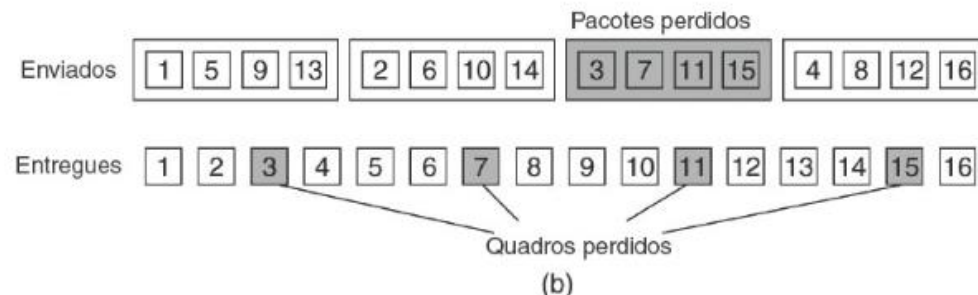 Pacotes perdidos
Enviados 1 5 9 13 2 6 10 14 3 7 11 15 4 8 12 16
Entregues 1 2 3 4 5 6 7 8 9 10 11 12 13 14 15 16
Quadros perdidos
(b)